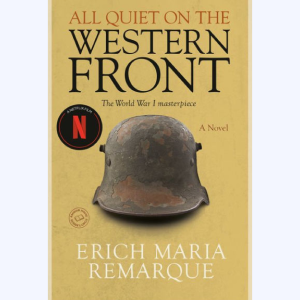 ALL QUIET ON THE
WESTERN
FRONT
The World War I masterpiece
N
A Novel
ERICH MARIA
REMARQUE